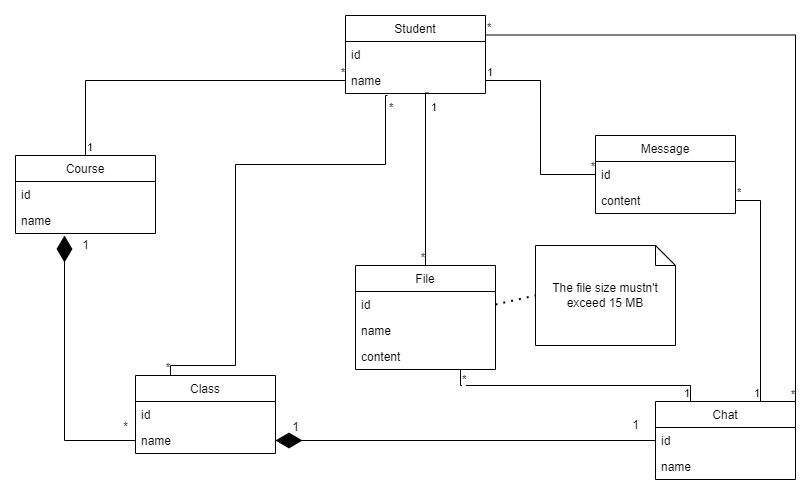 Student
*
id
*
name
1
*
1
1
Message
Course
*
id
id
*
content
name
1
*
File
The file size mustn't
exceed 15 MB
id
name
content
*
*
1
1
*
Class
Chat
id
*
1
1
name
id
name